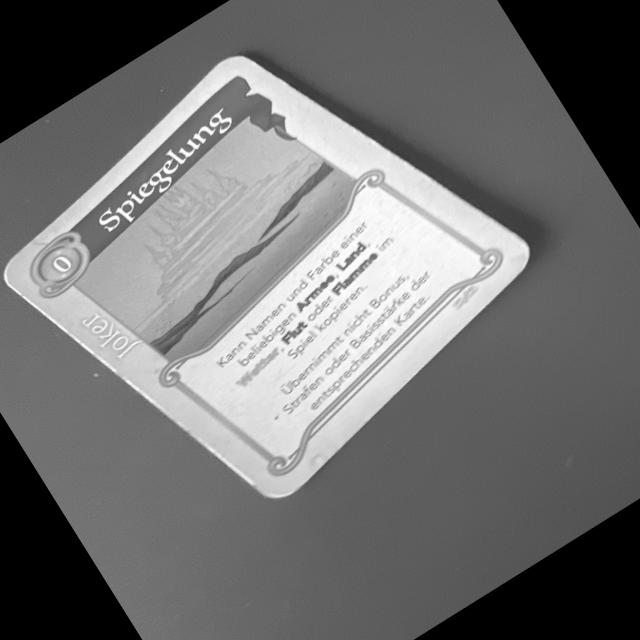 0
Spiegelung
Joker
Kann Namen und Farbe einer
beliebigen Armee, Land,
Wetter, Flut oder Flamme im
Spiel kopieren.
Übernimmt nicht Bonus,
Strafen oder Basisstärke der
entsprechenden Karte.